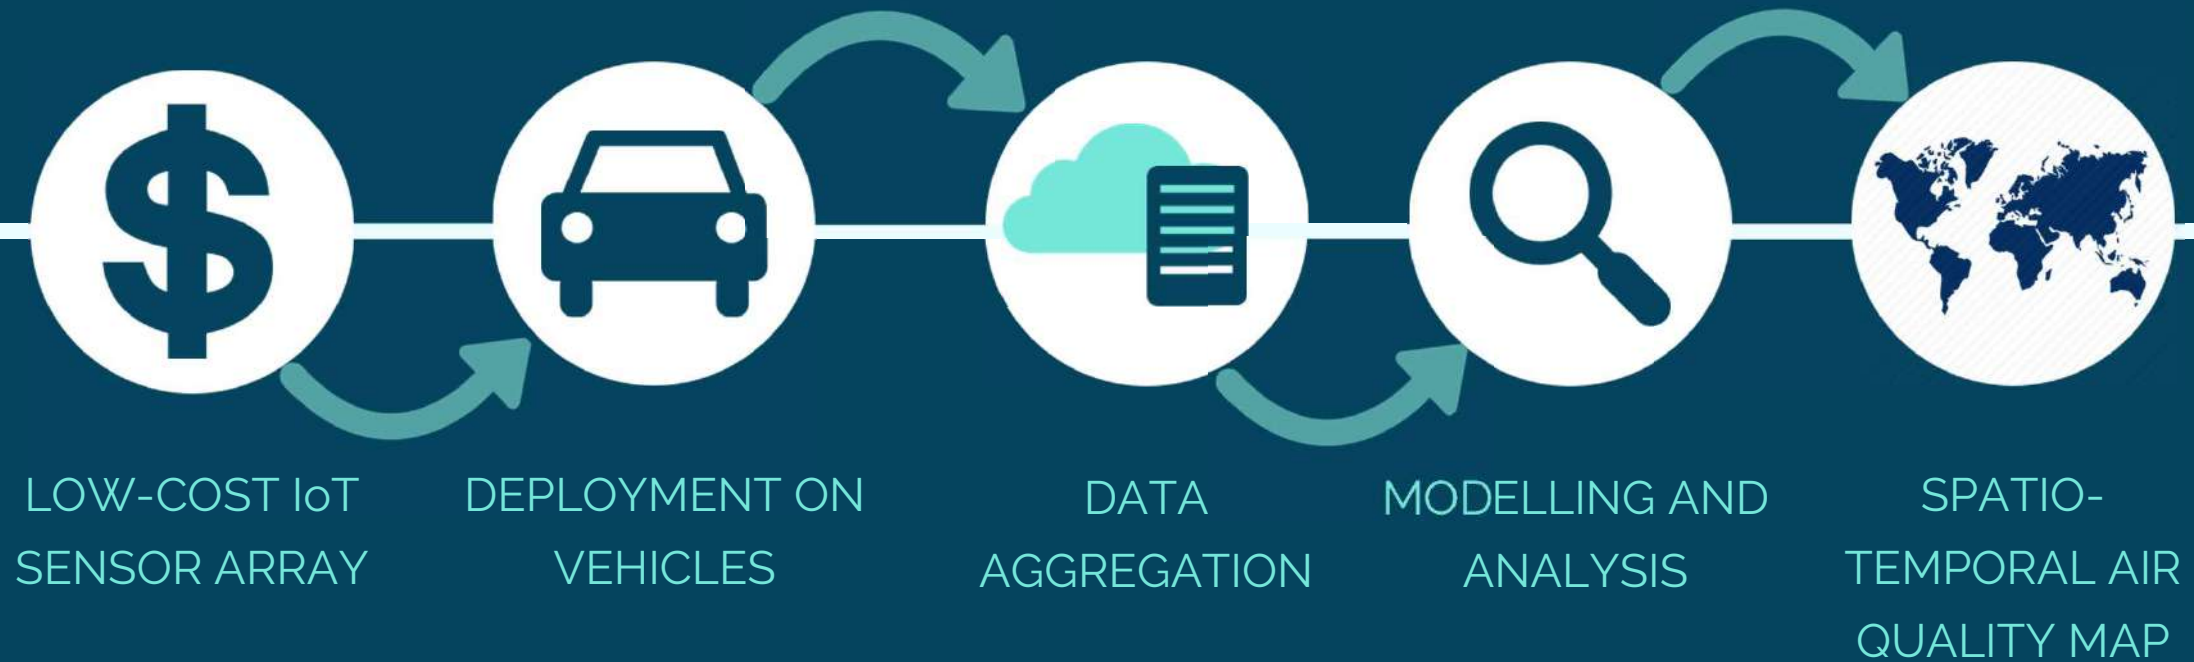 LOW-COST IoT
SENSOR ARRAY
DEPLOYMENT ON
VEHICLES
DATA
AGGREGATION
MODELLING AND
ANALYSIS
SPATIO-
TEMPORAL AIR
QUALITY MAP